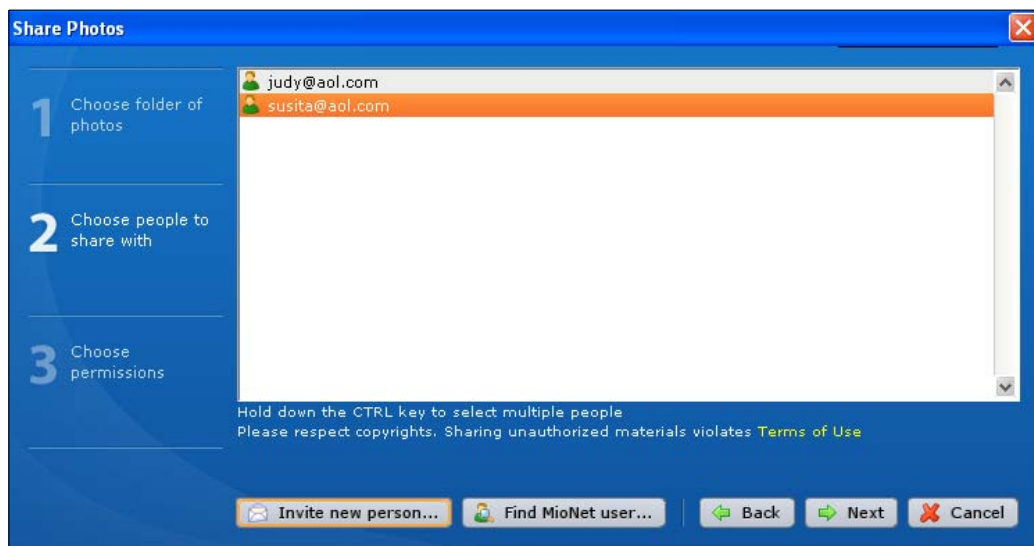 Share Photos
1
Choose folder of
photos
2
Choose people to
share with
3
Choose
permissions
judy@aol.com
susita@aol.com
Hold down the CTRL key to select multiple people
Please respect copyrights. Sharing unauthorized materials violates Terms of Use
Invite new person...
Find MioNet user...
Back
Next
Cancel